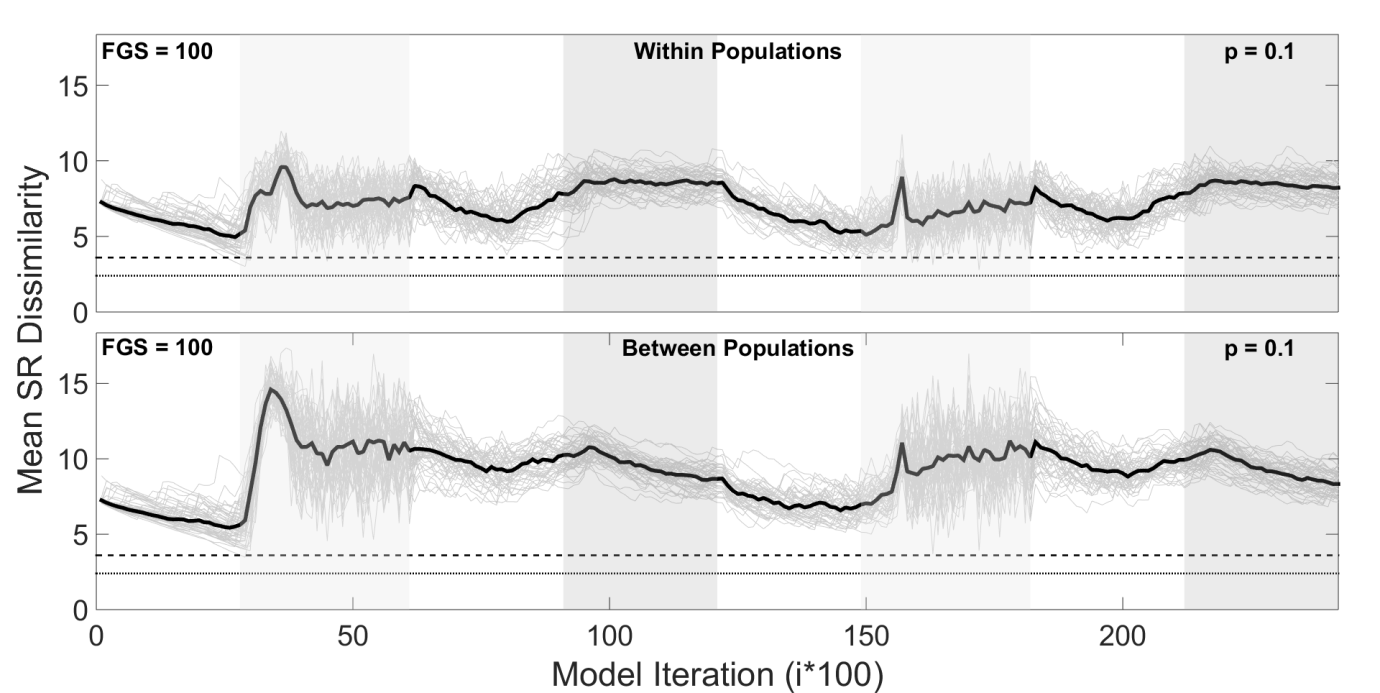 FGS = 100 Within Populations p = 0.1
15
10
5
0
FGS = 100 Between Populations p = 0.1
15
10
5
0
0 50 100 150 200
Mean SR Dissimilarity
Model Iteration (i*100)